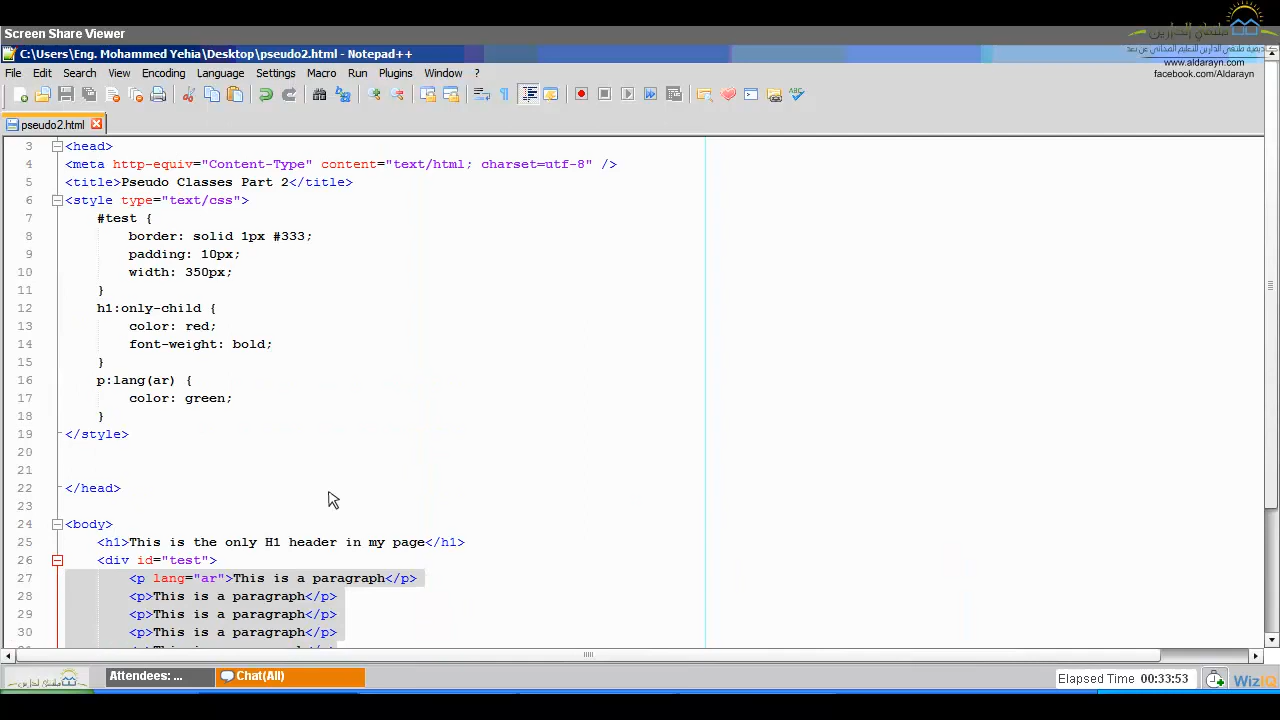 Screen Share Viewer
C:\Users\Eng. Mohammed Yehia\Desktop\pseudo2.html - Notepad++
www.aldarayn.com
facebook.com/Aldarayn
File Edit Search View Encoding Language Settings Macro Run Plugins Window ?
pseudo2.html
3 <head>
4 <meta http-equiv="Content-Type" content="text/html; charset=utf-8" />
5 <title>Pseudo Classes Part 2</title>
6 <style type="text/css">
7 #test {
8 border: solid 1px #333;
9 padding: 10px;
10 width: 350px;
11 }
12 h1:only-child {
13 color: red;
14 font-weight: bold;
15 }
16 p:lang(ar) {
17 color: green;
18 }
19 </style>
20
21
22 </head>
23
24 <body>
25 <h1>This is the only H1 header in my page</h1>
26 <div id="test">
27 <p lang="ar">This is a paragraph</p>
28 <p>This is a paragraph</p>
29 <p>This is a paragraph</p>
30 <p>This is a paragraph</p>
Attendees: ...
Chat(All)
Elapsed Time 00:33:53
WizIQ